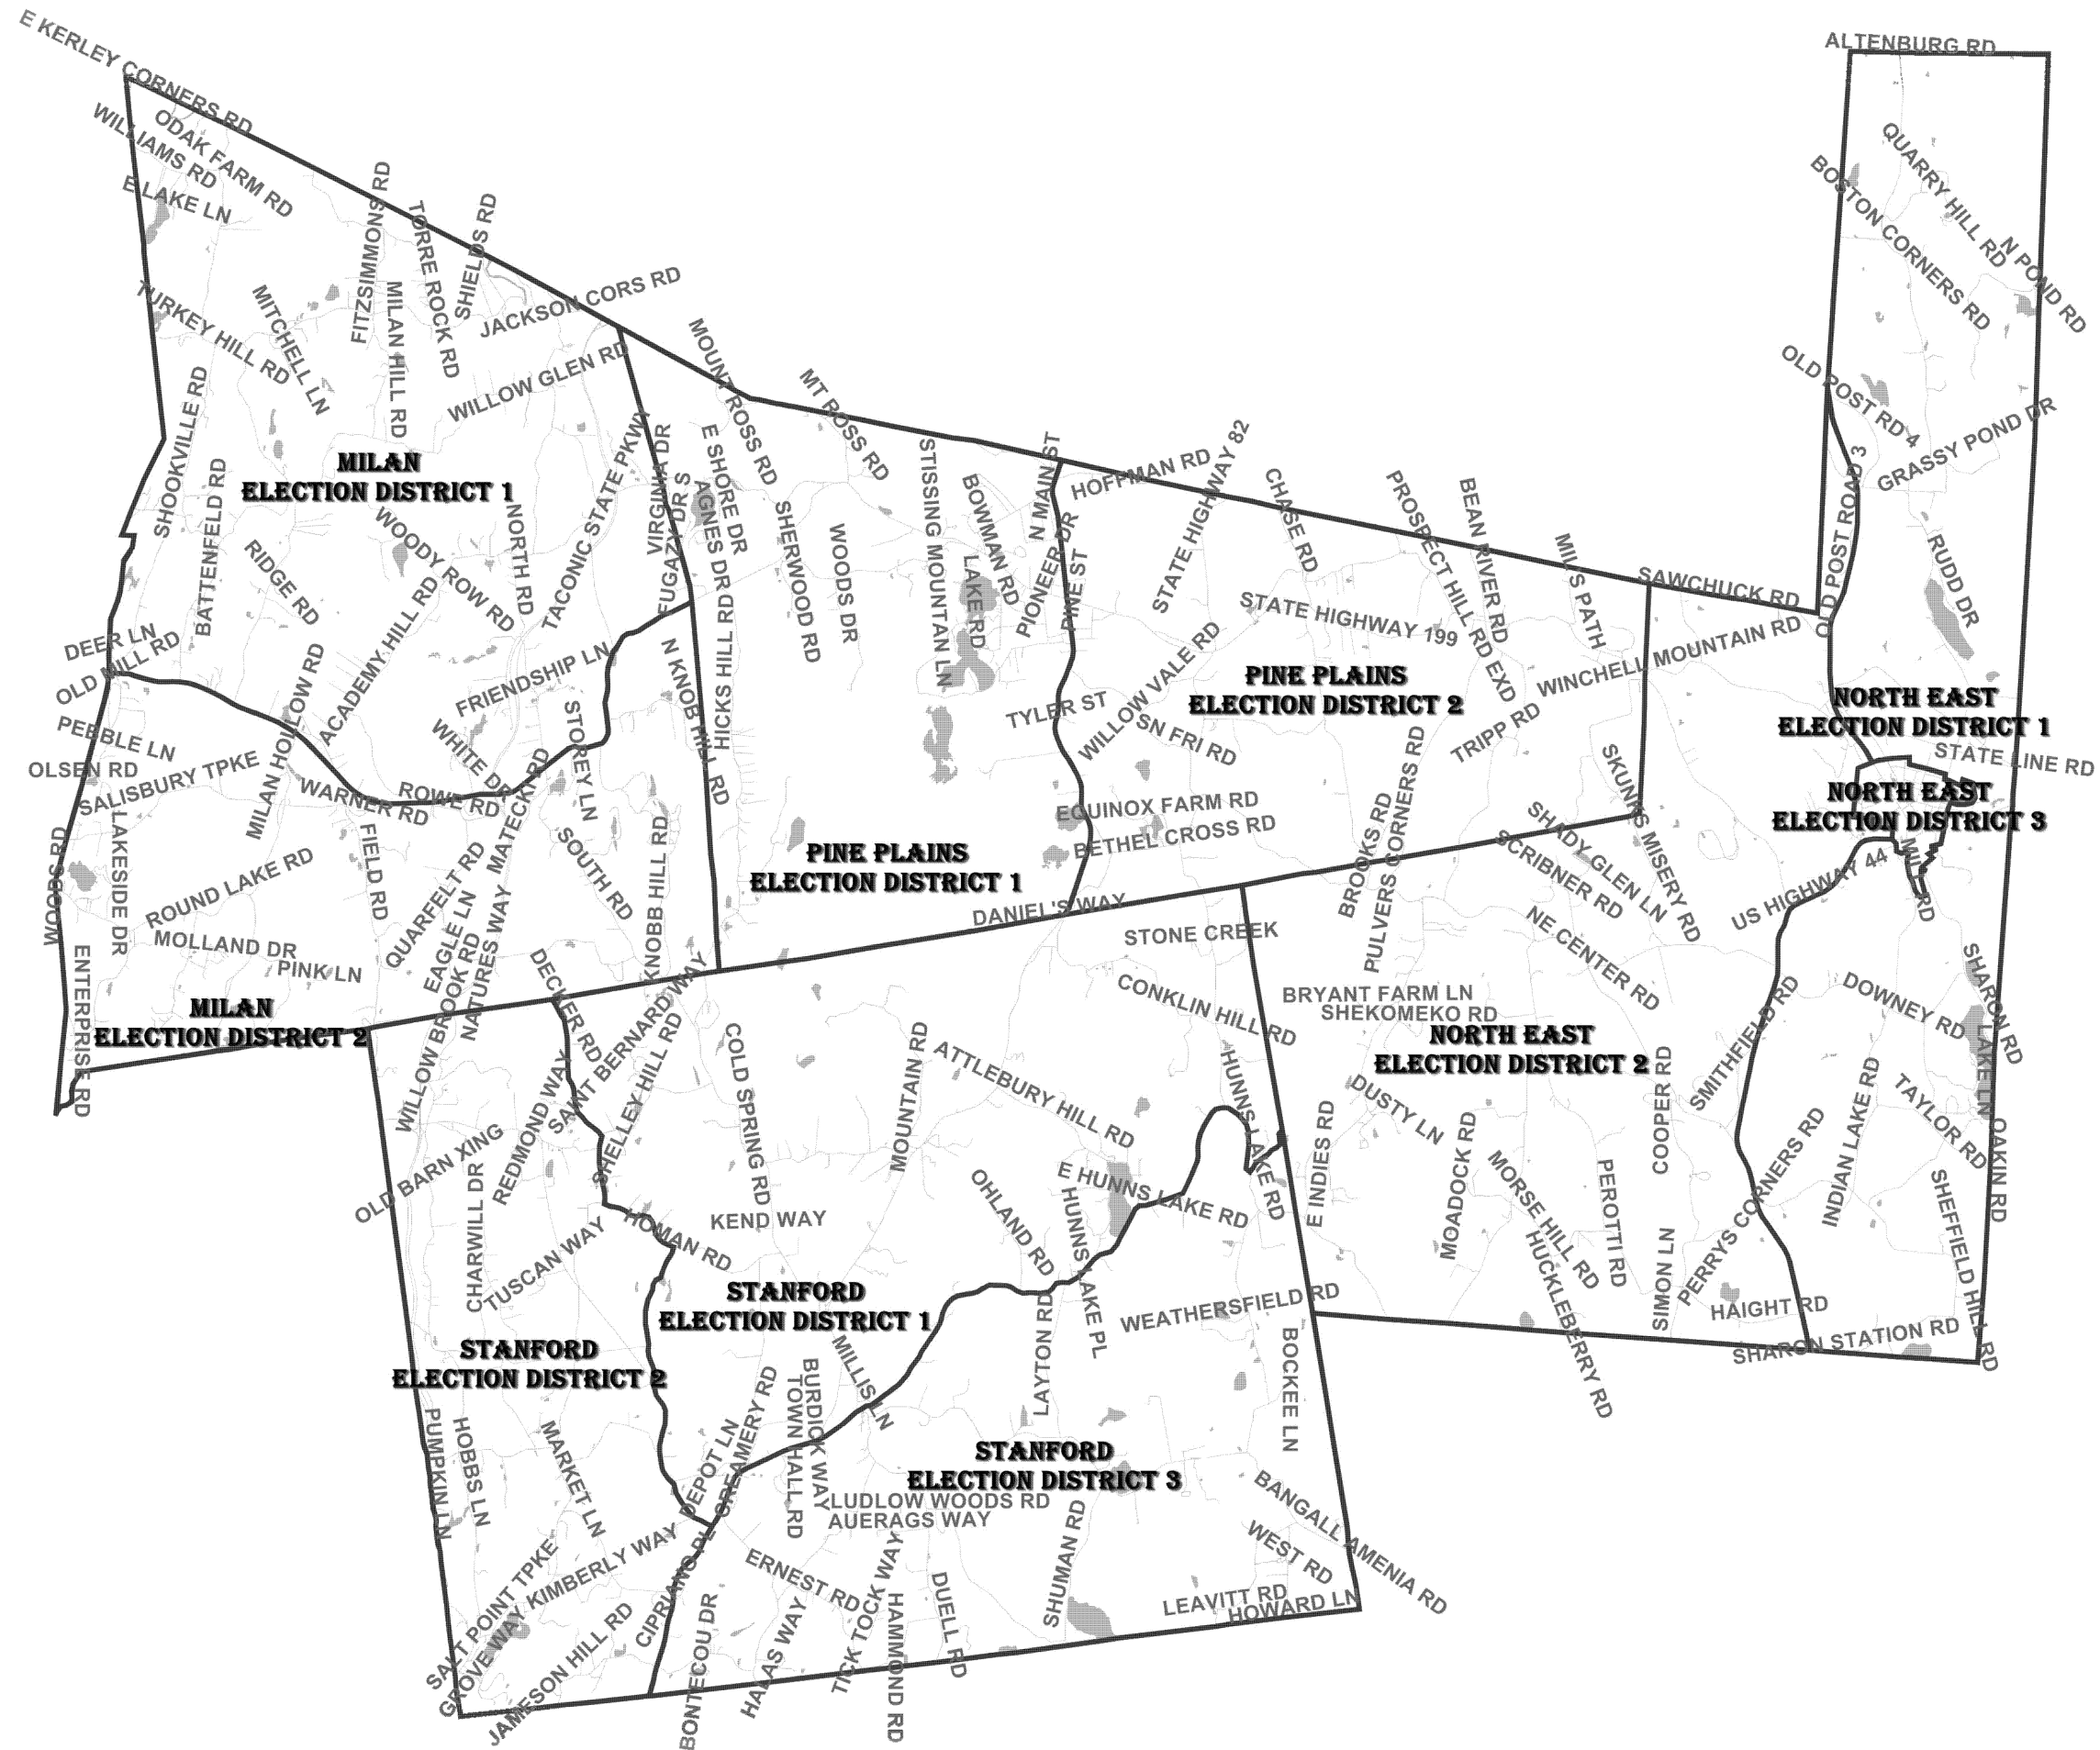 E KERLEY CORNERS RD
ALTENBURG RD
WILLIAMS RD
ODAK FARM RD
E LAKE LN
QUARRY HILL RD
BOSTON CORNERS RD
N POND RD
FITZSIMMONS RD
TORRE ROCK RD
SHIELDS RD
JACKSON CORS RD
TURKEY HILL RD
MITCHELL LN
MILAN HILL RD
WILLOW GLEN RD
MOUNT ROSS RD
MT ROSS RD
OLD POST RD 4
GRASSY POND DR
SHOOKVILLE RD
BATTENFELD RD
MILAN
ELECTION DISTRICT 1
TACONIC STATE PKWY
VIRGINIA DR
FUGAZY DR S
E SHORE DR
AGNES DR
STISSING MOUNTAIN LN
BOWMAN RD
N MAIN ST
HOFFMAN RD
STATE HIGHWAY 82
CHASE RD
PROSPECT HILL RD EXD
BEAN RIVER RD
MIL'S PATH
SAWCHUCK RD
OLD POST ROAD 3
RUDD DR
RIDGE RD
WOODY ROW RD
NORTH RD
SHERWOOD RD
WOODS DR
LAKE RD
PIONEER DR
PINE ST
STATE HIGHWAY 199
DEER LN
OLD MILL RD
ACADEMY HILL RD
FRIENDSHIP LN
N KNOB HILL RD
HICKS HILL RD
WILLOW VALE RD
WINCHELL MOUNTAIN RD
PINE PLAINS
ELECTION DISTRICT 2
TYLER ST
SN FRI RD
TRIPP RD
NORTH EAST
ELECTION DISTRICT 1
STATE LINE RD
PEBBLE LN
OLSEN RD
SALISBURY TPKE
MILAN HOLLOW RD
WARNER RD
ROWE RD
WHITE DR
MATECK RD
STOREY LN
EQUINOX FARM RD
BETHEL CROSS RD
BROOKS RD
PULVERS CORNERS RD
SKUNKS MISERY RD
SHADY GLEN LN
SCRIBNER RD
NORTH EAST
ELECTION DISTRICT 3
WOODS RD
LAKESIDE DR
ROUND LAKE RD
FIELD RD
QUARFELT RD
SOUTH RD
KNOBB HILL RD
PINE PLAINS
ELECTION DISTRICT 1
DANIEL'S WAY
US HIGHWAY 44
MILL RD
MOLLAND DR
PINK LN
EAGLE LN
NATURES WAY
WILLOW BROOK RD
DECKER RD
STONE CREEK
NE CENTER RD
ENTERPRISE RD
MILAN
ELECTION DISTRICT 2
SAINT BERNARD WAY
SHELLEY HILL RD
COLD SPRING RD
MOUNTAIN RD
CONKLIN HILL RD
BRYANT FARM LN
SHEKOMEKO RD
NORTH EAST
ELECTION DISTRICT 2
SMITHFIELD RD
DOWNEY RD
SHARON RD
LAKE LN
ATTLEBURY HILL RD
HUNNS LAKE RD
DUSTY LN
COOPER RD
INDIAN LAKE RD
TAYLOR RD
OAKIN RD
OLD BARN XING
REDMOND WAY
CHARWILL DR
TUSCAN WAY
HOMAN RD
KEND WAY
OHLAND RD
E HUNNS LAKE RD
HUNNS LAKE PL
E INDIES RD
MOADOCK RD
MORSE HILL RD
PEROTTI RD
HUCKLEBERRY RD
SIMON LN
PERRYS CORNERS RD
SHEFFIELD HILL RD
HAIGHT RD
SHARON STATION RD
STANFORD
ELECTION DISTRICT 1
WEATHERSFIELD RD
LAYTON RD
BOCKEE LN
STANFORD
ELECTION DISTRICT 2
MILLIS LN
BURDICK WAY
TOWN HALL RD
CREAMERY RD
DEPOT LN
PUMPKIN LN
HOBBS LN
MARKET LN
STANFORD
ELECTION DISTRICT 3
LUDLOW WOODS RD
AUERAGS WAY
BANGALL AMENIA RD
WEST RD
SALT POINT TPKE
GROVE WAY
KIMBERLY WAY
JAMESON HILL RD
CIPRIANO PL
BONTECOU DR
ERNEST RD
HALAS WAY
TICK TOCK WAY
HAMMOND RD
DUELL RD
SHUMAN RD
LEAVITT RD
HOWARD LN